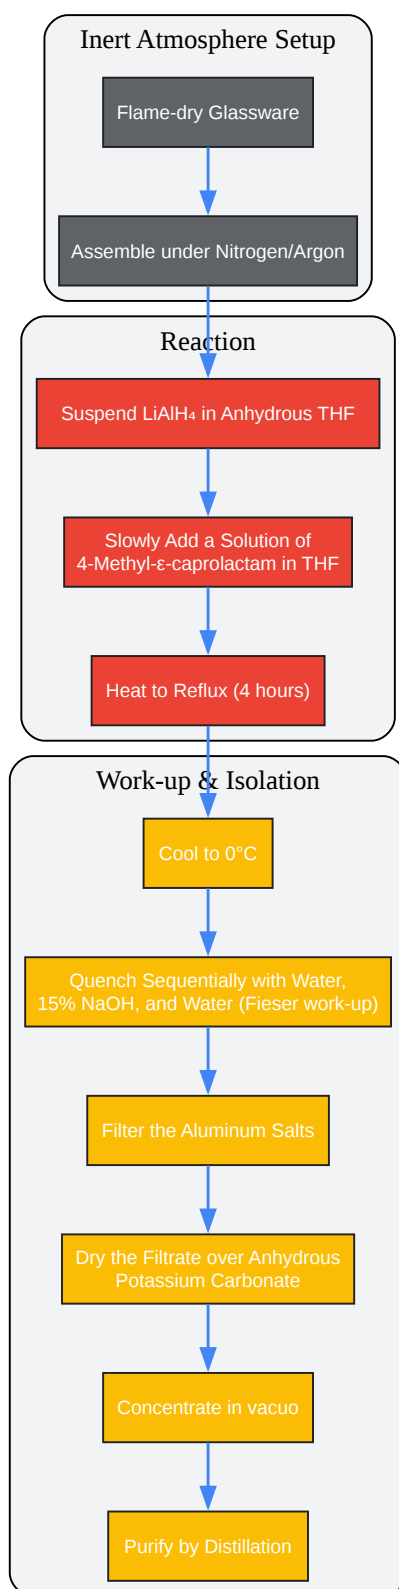 Inert Atmosphere Setup
Flame-dry Glassware
Assemble under Nitrogen/Argon
Reaction
Suspend LiAlH₄ in Anhydrous THF
Slowly Add a Solution of
4-Methyl-ε-caprolactam in THF
Heat to Reflux (4 hours)
Work-up & Isolation
Cool to 0°C
Quench Sequentially with Water,
15% NaOH, and Water (Fieser work-up)
Filter the Aluminum Salts
Dry the Filtrate over Anhydrous
Potassium Carbonate
Concentrate in vacuo
Purify by Distillation